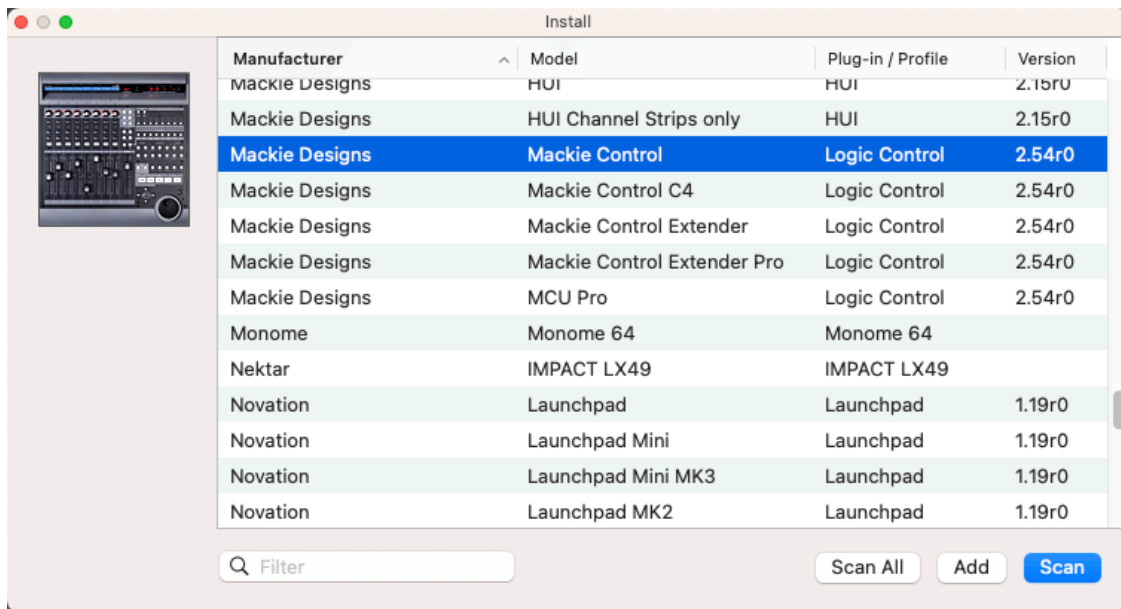 Install
Manufacturer Model Plug-in / Profile Version
Mackie Designs HUI HUI 2.15r0
Mackie Designs HUI Channel Strips only HUI 2.15r0
Mackie Designs Mackie Control Logic Control 2.54r0
Mackie Designs Mackie Control C4 Logic Control 2.54r0
Mackie Designs Mackie Control Extender Logic Control 2.54r0
Mackie Designs Mackie Control Extender Pro Logic Control 2.54r0
Mackie Designs MCU Pro Logic Control 2.54r0
Monome Monome 64 Monome 64
Nektar IMPACT LX49 IMPACT LX49
Novation Launchpad Launchpad 1.19r0
Novation Launchpad Mini Launchpad 1.19r0
Novation Launchpad Mini MK3 Launchpad 1.19r0
Novation Launchpad MK2 Launchpad 1.19r0
Filter Scan All Add Scan